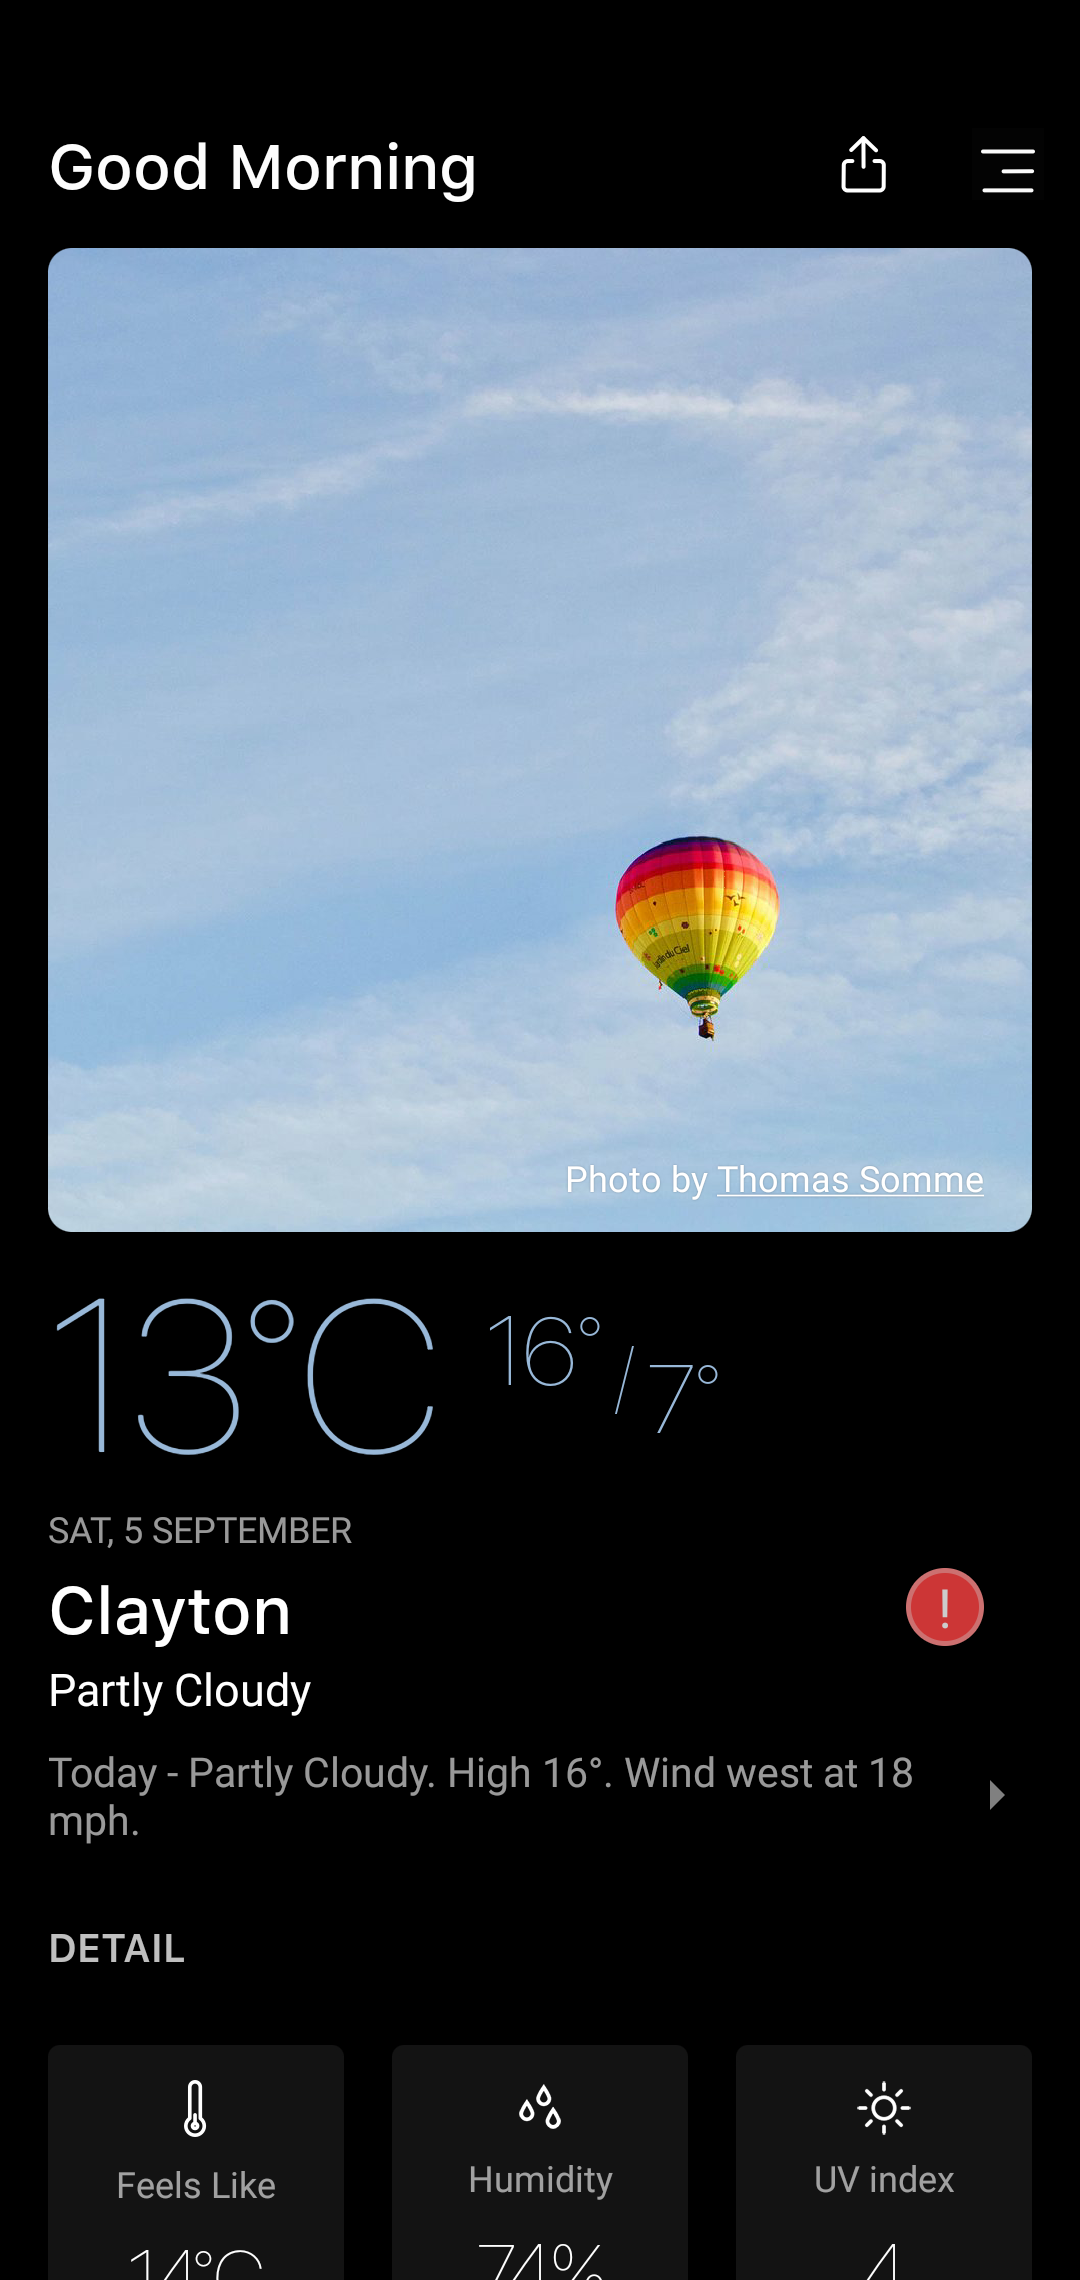 Good Morning
Photo by Thomas Somme
13°C 16° / 7°
SAT, 5 SEPTEMBER
Clayton
!
Partly Cloudy
Today - Partly Cloudy. High 16°. Wind west at 18
mph.
DETAIL
Feels Like Humidity UV index
14°C 74% 4